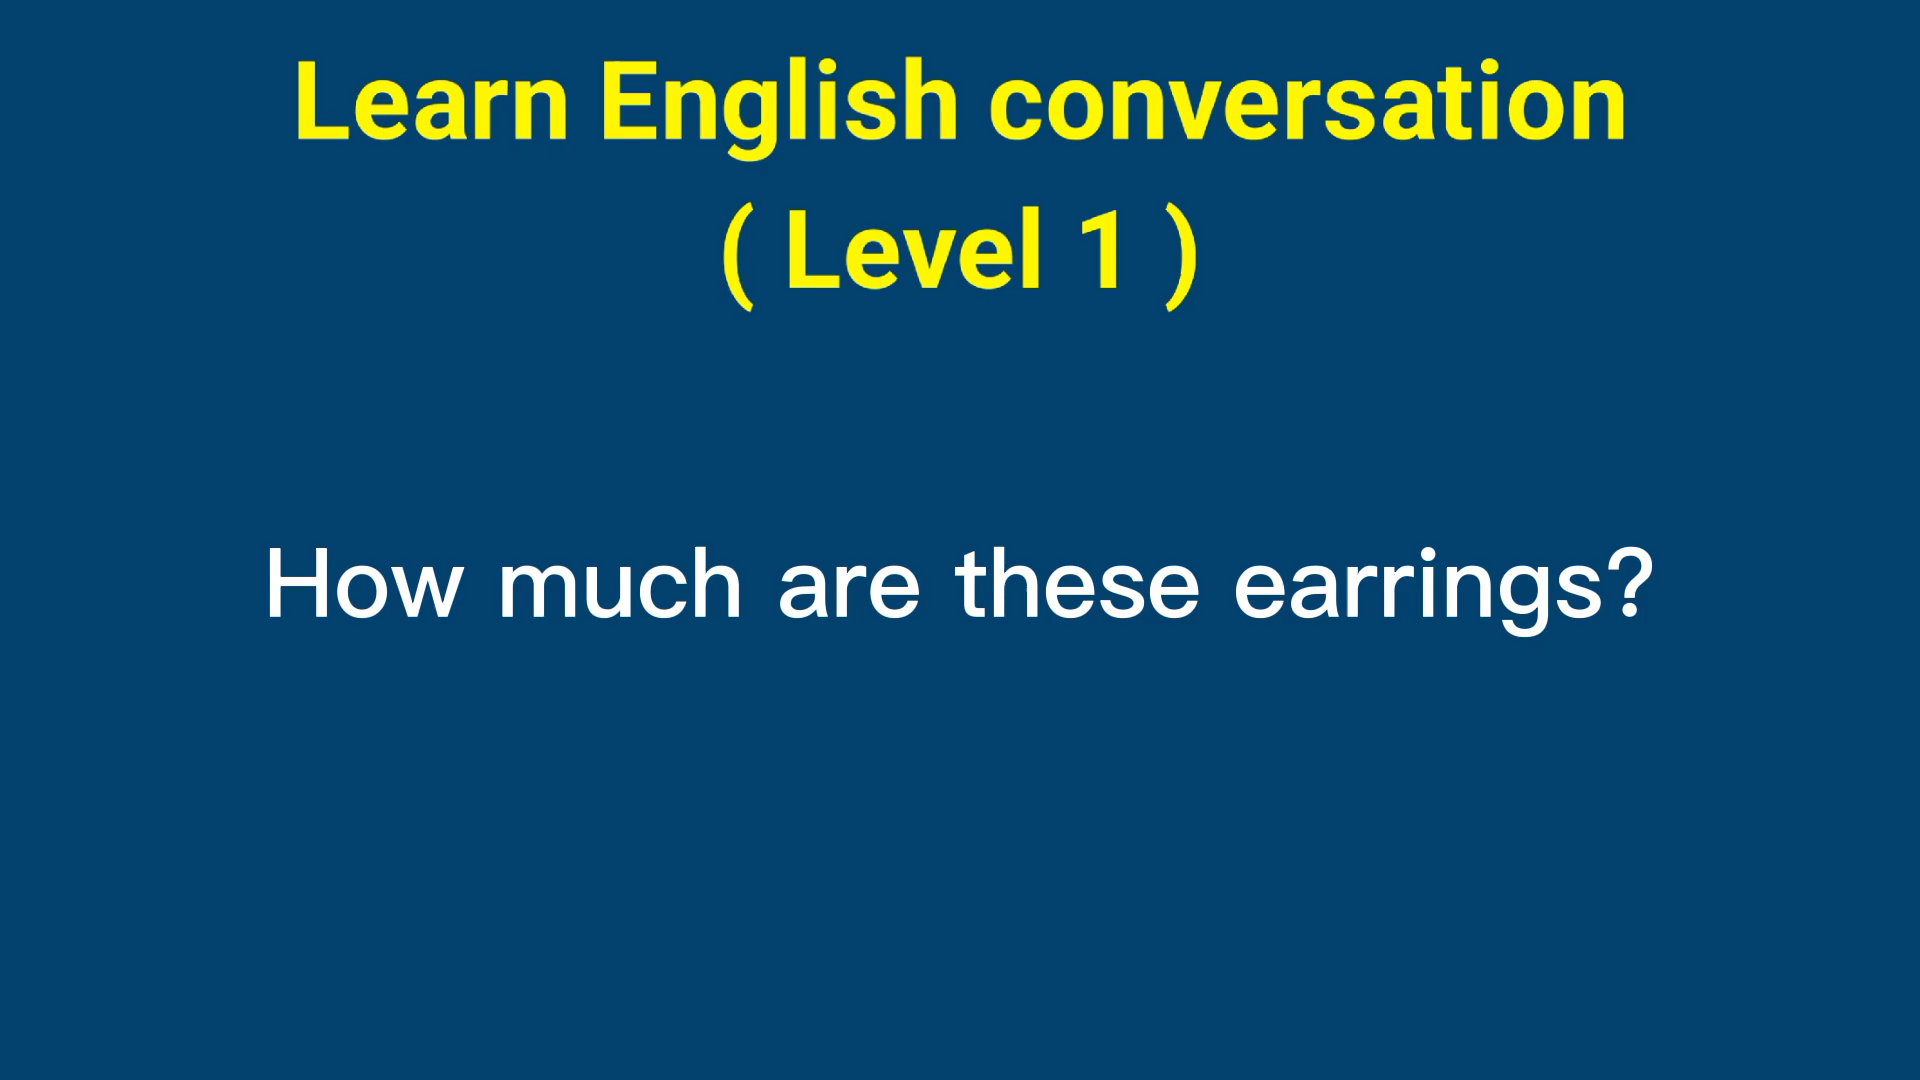 Learn English conversation
( Level 1 )
How much are these earrings?